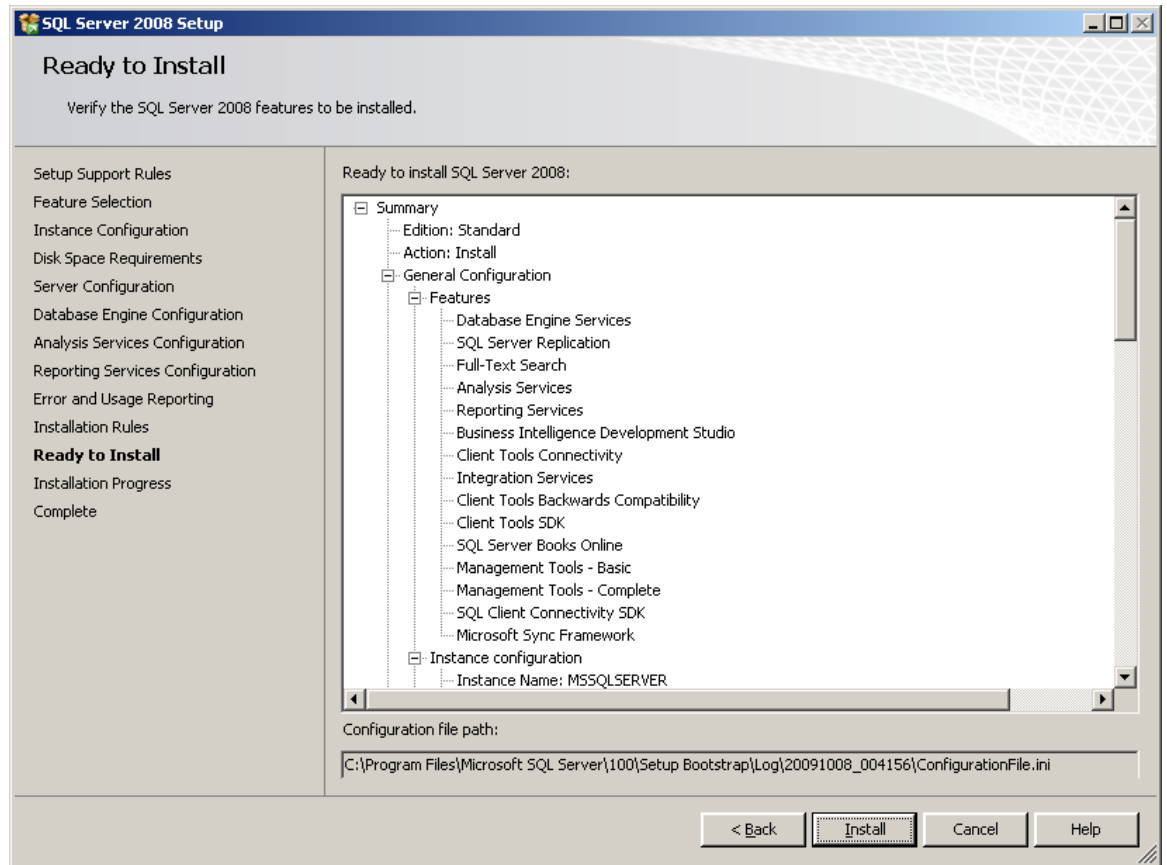 SQL Server 2008 Setup
Ready to Install
Verify the SQL Server 2008 features to be installed.
Setup Support Rules
Feature Selection
Instance Configuration
Disk Space Requirements
Server Configuration
Database Engine Configuration
Analysis Services Configuration
Reporting Services Configuration
Error and Usage Reporting
Installation Rules
Ready to Install
Installation Progress
Complete
Ready to install SQL Server 2008:
Summary
Edition: Standard
Action: Install
General Configuration
Features
Database Engine Services
SQL Server Replication
Full-Text Search
Analysis Services
Reporting Services
Business Intelligence Development Studio
Client Tools Connectivity
Integration Services
Client Tools Backwards Compatibility
Client Tools SDK
SQL Server Books Online
Management Tools - Basic
Management Tools - Complete
SQL Client Connectivity SDK
Microsoft Sync Framework
Instance configuration
Instance Name: MSSQLSERVER
Configuration file path:
C:\Program Files\Microsoft SQL Server\100\Setup Bootstrap\Log\20091008_004156\ConfigurationFile.ini
< Back Install Cancel Help